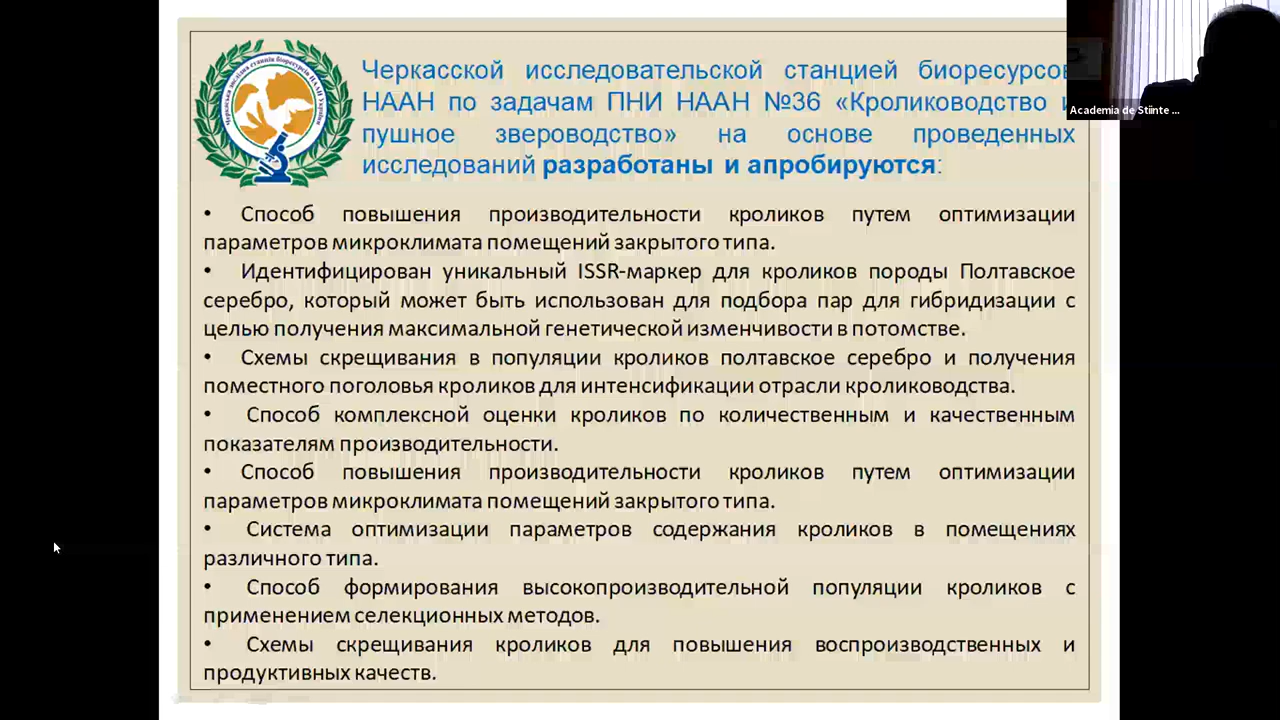 Черкасской исследовательской станцией биоресурсов
НААН по задачам ПНИ НААН №36 «Кролиководство и
пушное звероводство» на основе проведенных
исследований разработаны и апробируются:
Academia de Stiinte ...
• Способ повышения производительности кроликов путем оптимизации
параметров микроклимата помещений закрытого типа.
• Идентифицирован уникальный ISSR-маркер для кроликов породы Полтавское
серебро, который может быть использован для подбора пар для гибридизации с
целью получения максимальной генетической изменчивости в потомстве.
• Схемы скрещивания в популяции кроликов полтавское серебро и получения
поместного поголовья кроликов для интенсификации отрасли кролиководства.
• Способ комплексной оценки кроликов по количественным и качественным
показателям производительности.
• Способ повышения производительности кроликов путем оптимизации
параметров микроклимата помещений закрытого типа.
• Система оптимизации параметров содержания кроликов в помещениях
различного типа.
• Способ формирования высокопроизводительной популяции кроликов с
применением селекционных методов.
• Схемы скрещивания кроликов для повышения воспроизводственных и
продуктивных качеств.